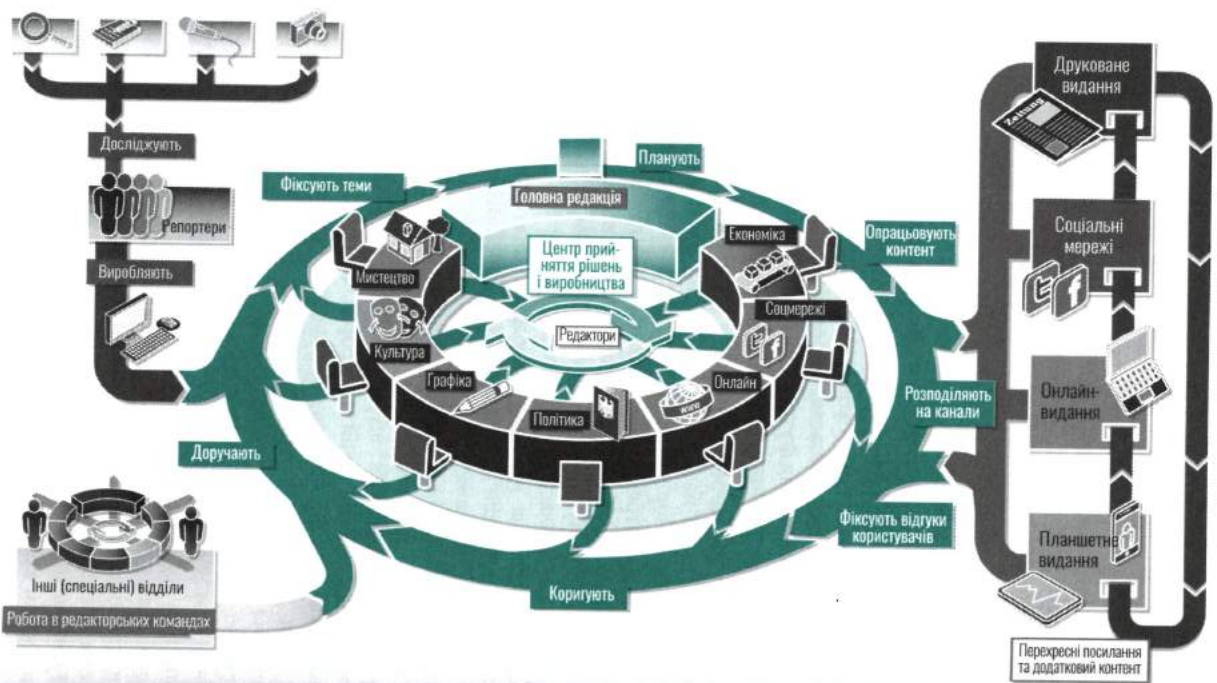 Досліджують
Репортери
Виробляють
Фіксують теми
Планують
Головна редакція
Центр прий-
няття рішень
і виробництва
Редактори
Мистецтво
Культура
Графіка
Політика
Онлайн
www
Соцмережі
Економіка
Опрацьовують
контент
Розподіляють
на канали
Фіксують відгуки
користувачів
Коригують
Доручають
Інші (спеціальні) відділи
Робота в редакторських командах
Друковане
видання
Zeitung
Соціальні
мережі
Онлайн-
видання
Планшетне
видання
Перехресні посилання
та додатковий контент